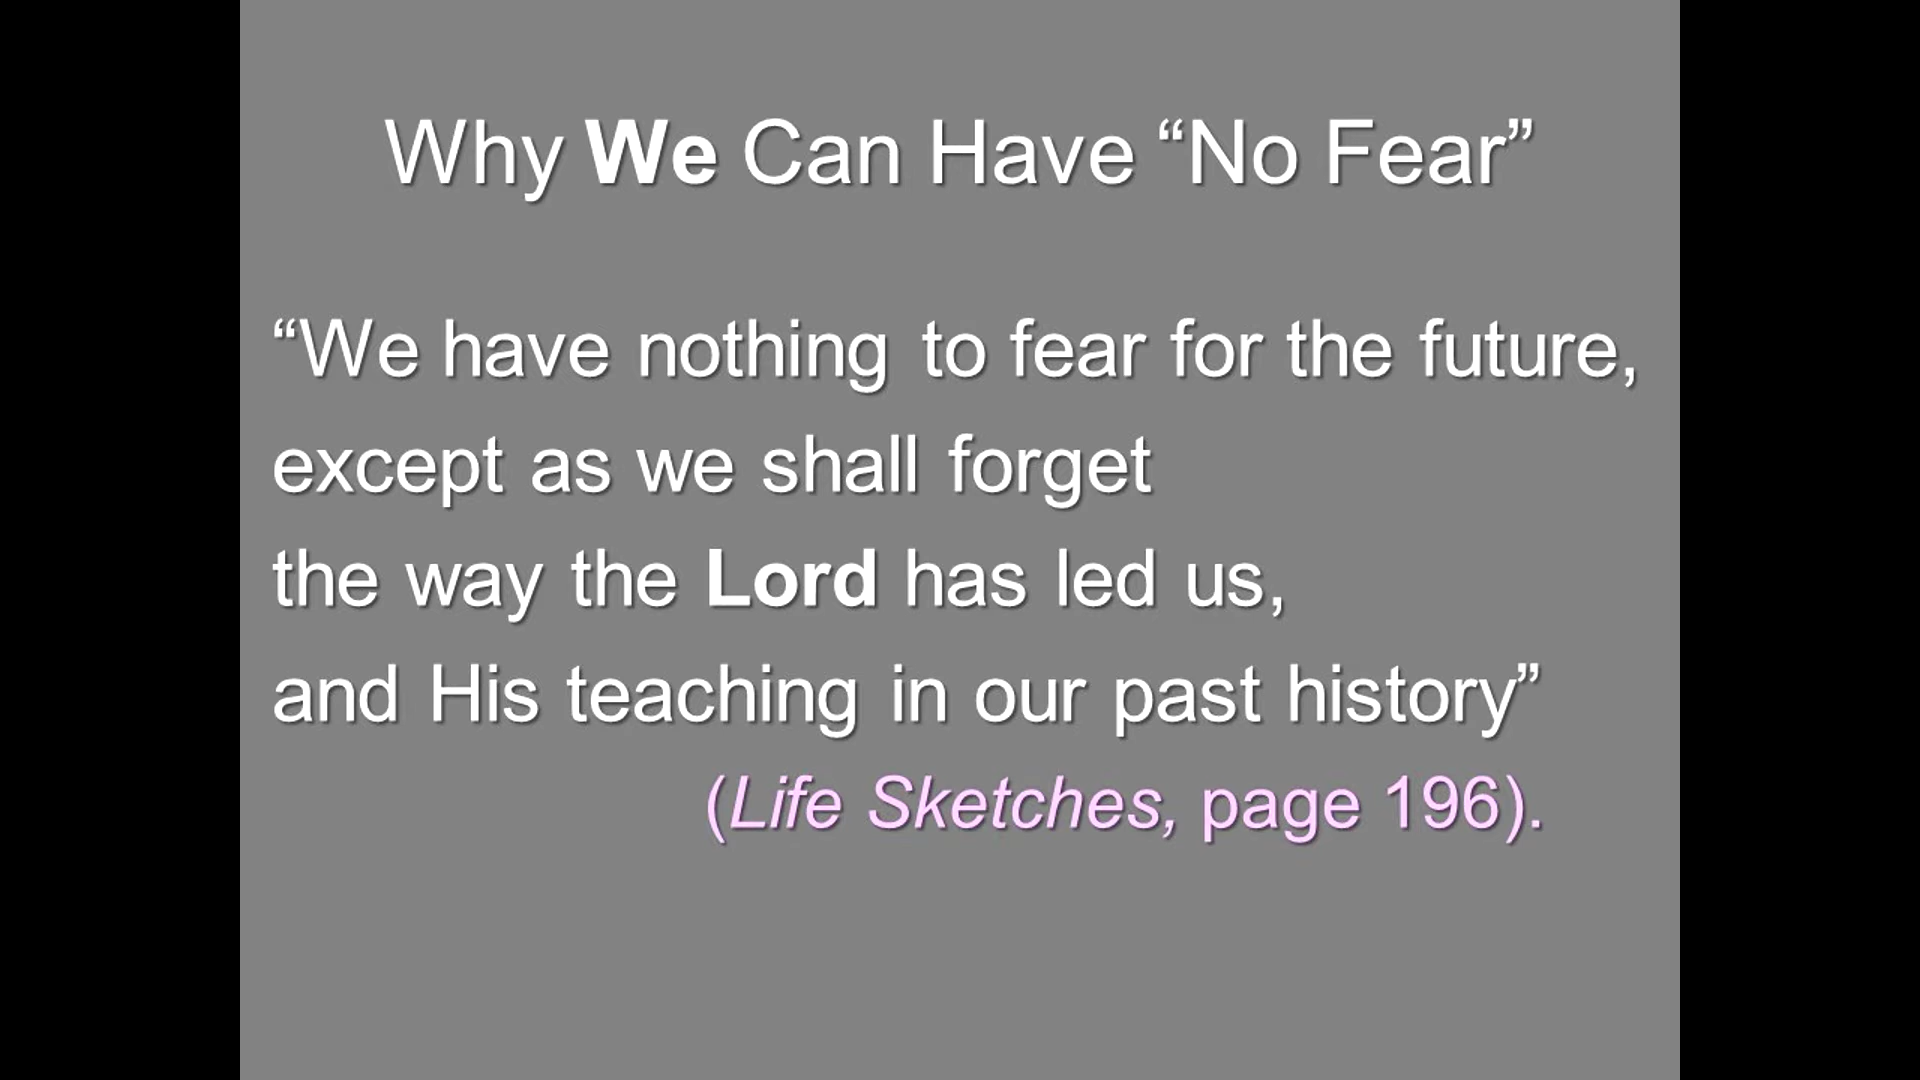 Why We Can Have “No Fear”
“We have nothing to fear for the future,
except as we shall forget
the way the Lord has led us,
and His teaching in our past history”
(Life Sketches, page 196).